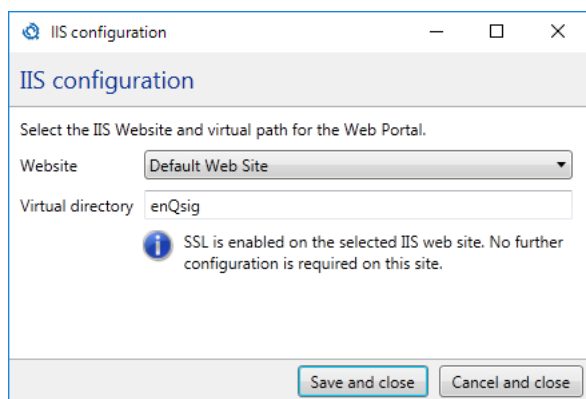 IIS configuration
IIS configuration
Select the IIS Website and virtual path for the Web Portal.
Website Default Web Site
Virtual directory enQsig
SSL is enabled on the selected IIS web site. No further
configuration is required on this site.
Save and close Cancel and close